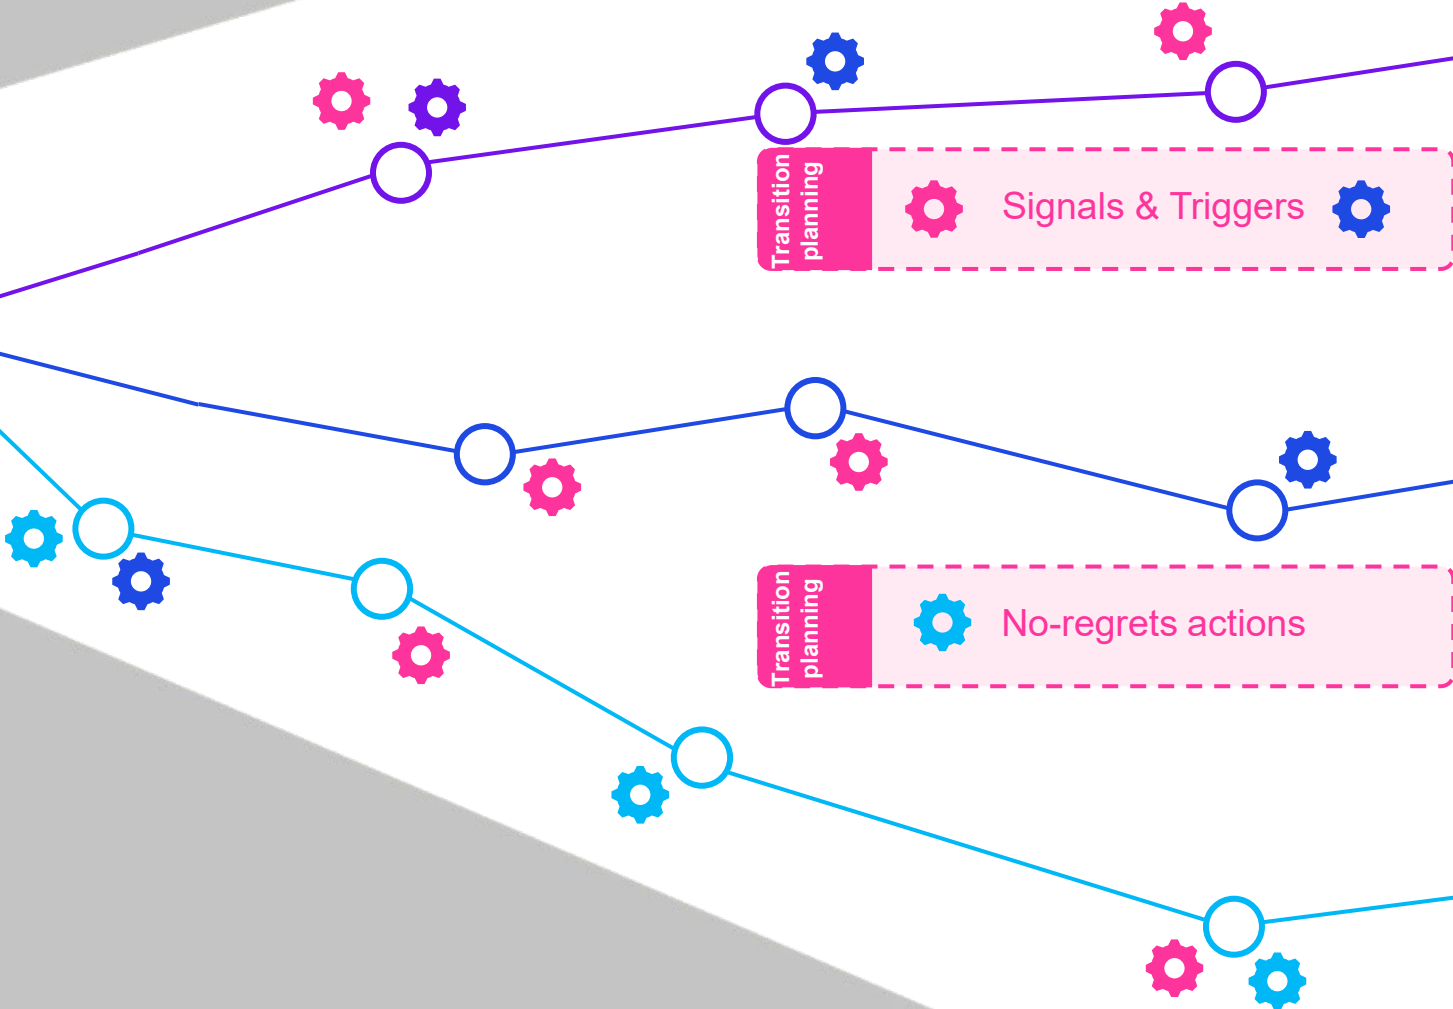 Transition
planning
Signals & Triggers
Transition
planning
No-regrets actions